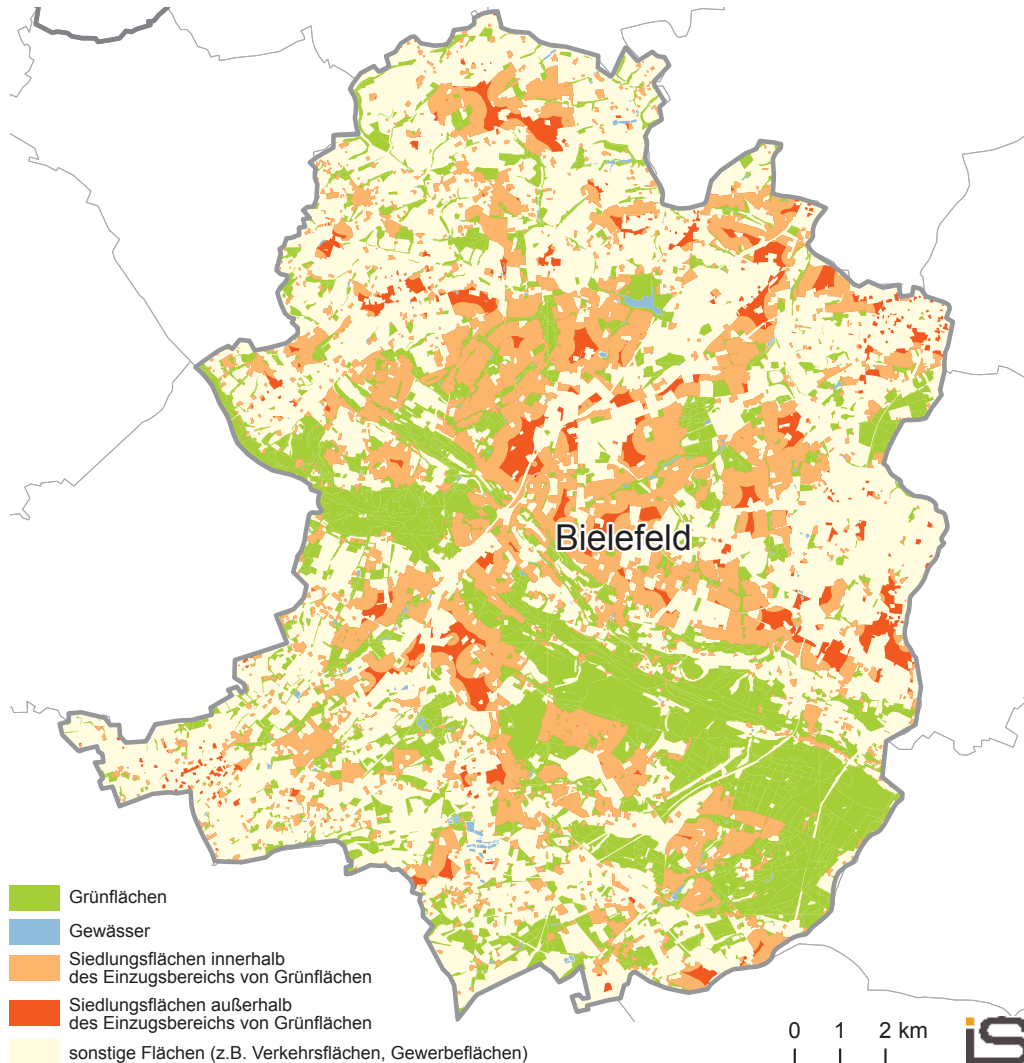 Bielefeld
Grünflächen
Gewässer
Siedlungsflächen innerhalb
des Einzugsbereichs von Grünflächen
Siedlungsflächen außerhalb
des Einzugsbereichs von Grünflächen
sonstige Flächen (z.B. Verkehrsflächen, Gewerbeflächen)
0 1 2 km